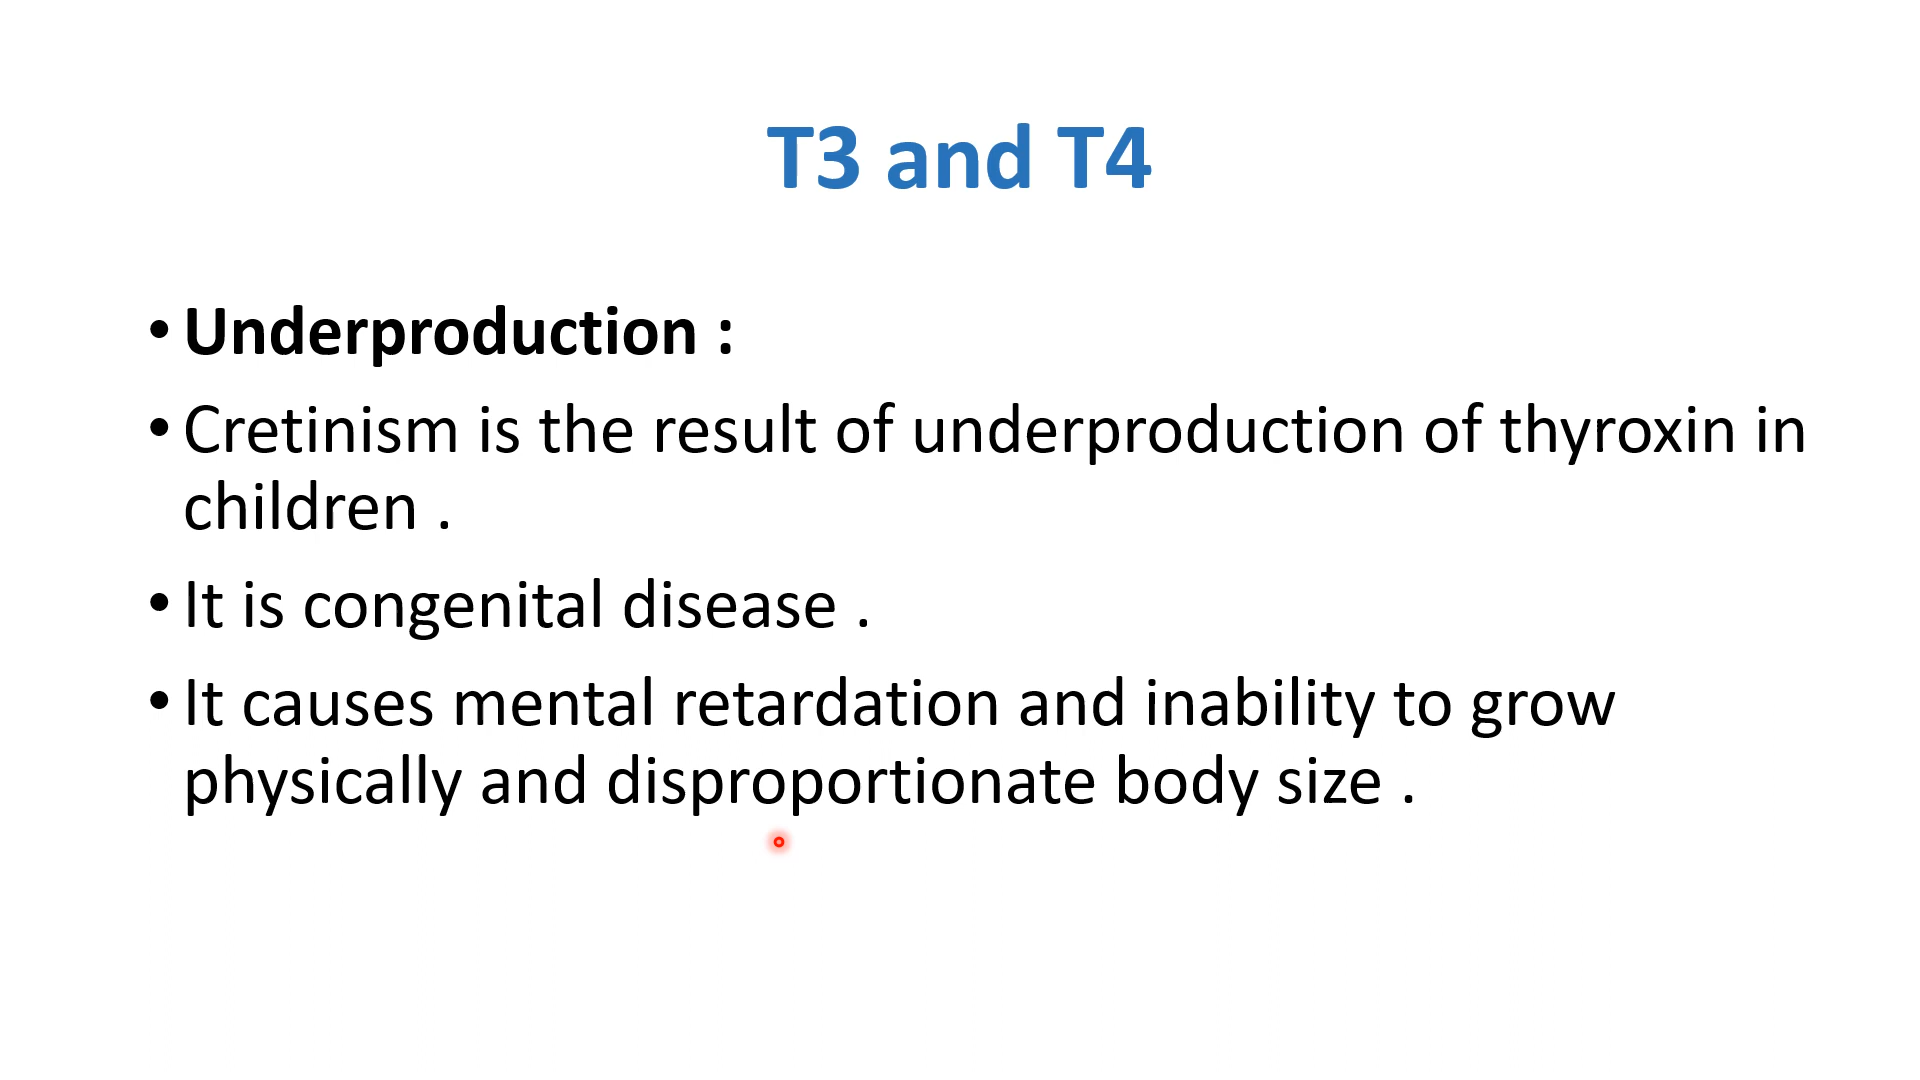 T3 and T4
• Underproduction :
• Cretinism is the result of underproduction of thyroxin in
children .
• It is congenital disease .
• It causes mental retardation and inability to grow
physically and disproportionate body size .